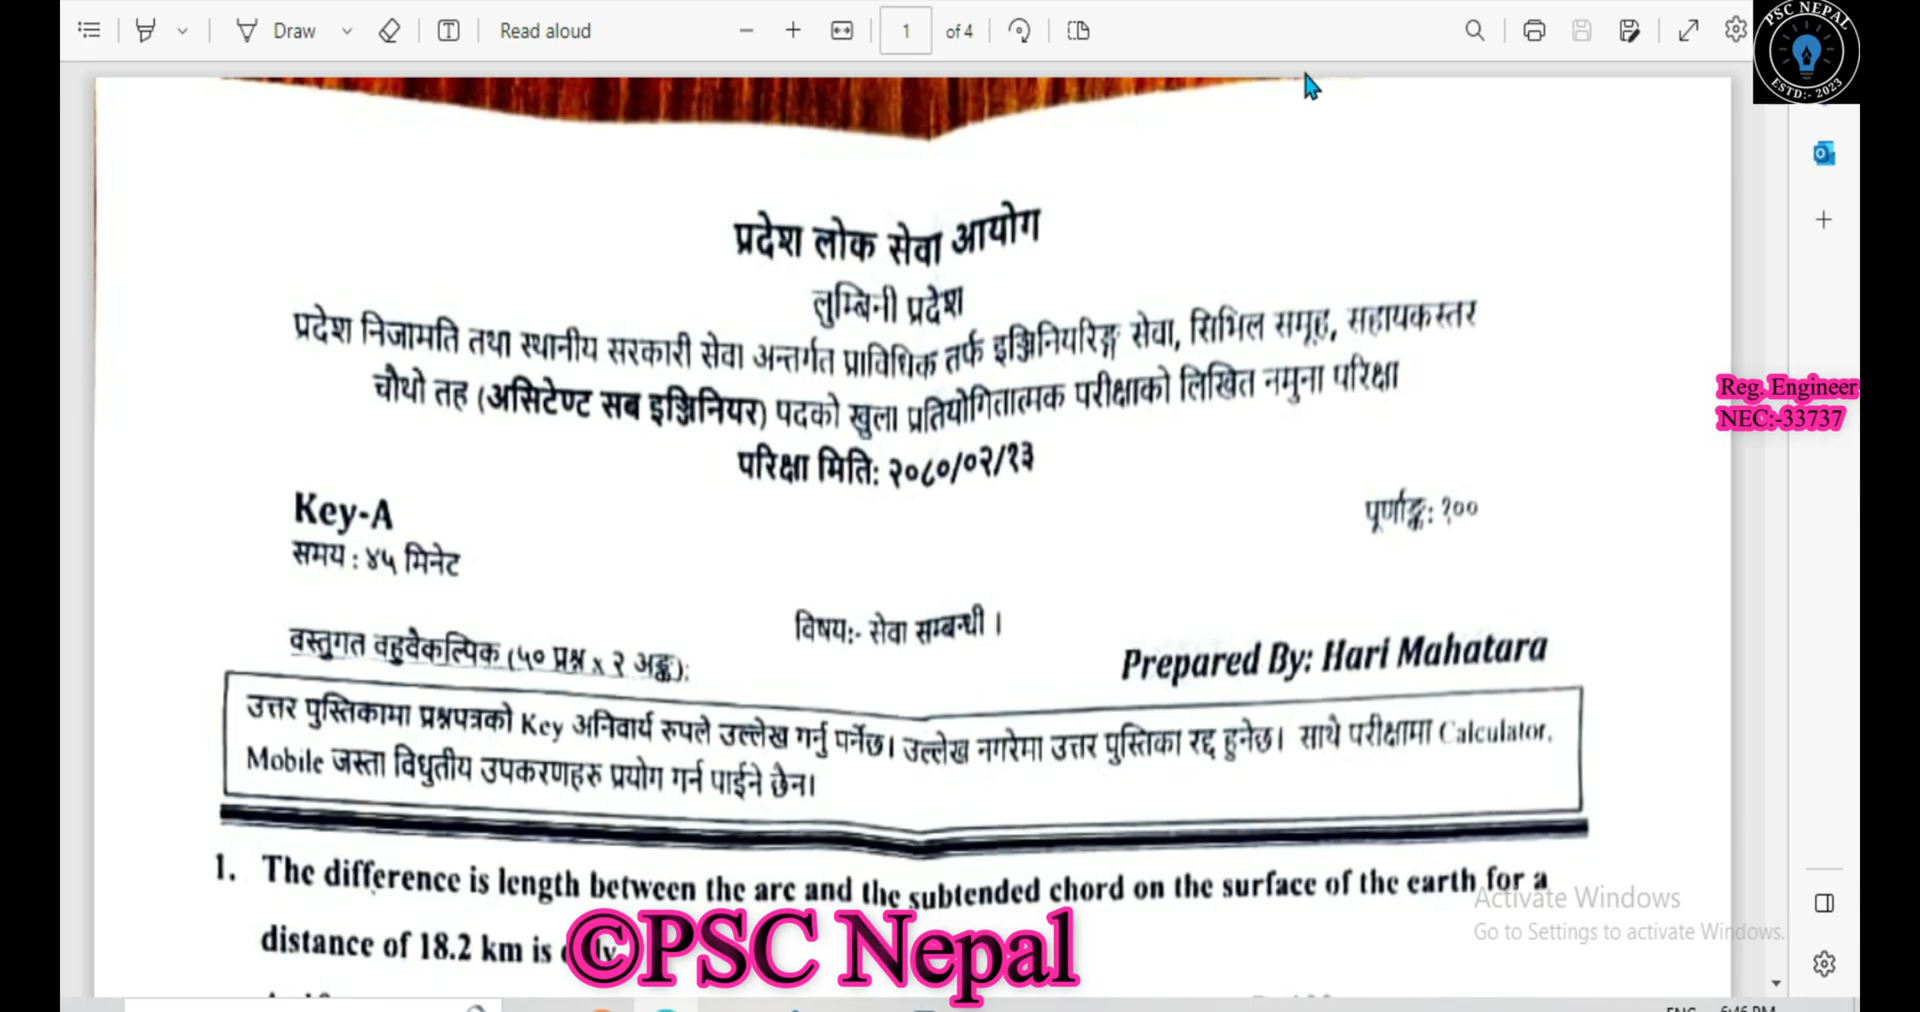 Draw
Read aloud
1 of 4
PSC NEPAL
ESTD:- 2023
प्रदेश लोक सेवा आयोग
लुम्बिनी प्रदेश
प्रदेश निजामति तथा स्थानीय सरकारी सेवा अन्तर्गत प्राविधिक तर्फ इञ्जिनियरिङ्ग सेवा, सिभिल समूह, सहायकस्तर
चौथो तह (असिटेण्ट सब इञ्जिनियर) पदको खुला प्रतियोगितात्मक परीक्षाको लिखित नमुना परिक्षा
Reg. Engineer
NEC:-33737
परिक्षा मिति: २०८०/०२/१३
Key-A
पूर्णाङ्क: १००
समय : ४५ मिनेट
विषय:- सेवा सम्बन्धी ।
वस्तुगत वहुवैकल्पिक (५० प्रश्न x २ अङ्क):
Prepared By: Hari Mahatara
उत्तर पुस्तिकामा प्रश्नपत्रको Key अनिवार्य रुपले उल्लेख गर्नु पर्नेछ। उल्लेख नगरेमा उत्तर पुस्तिका रद्द हुनेछ। साथे परीक्षामा Calculator,
Mobile जस्ता विधुतीय उपकरणहरु प्रयोग गर्न पाईने छैन।
1. The difference is length between the arc and the subtended chord on the surface of the earth for a
distance of 18.2 km is
©PSC Nepal
Activate Windows
Go to Settings to activate Windows.